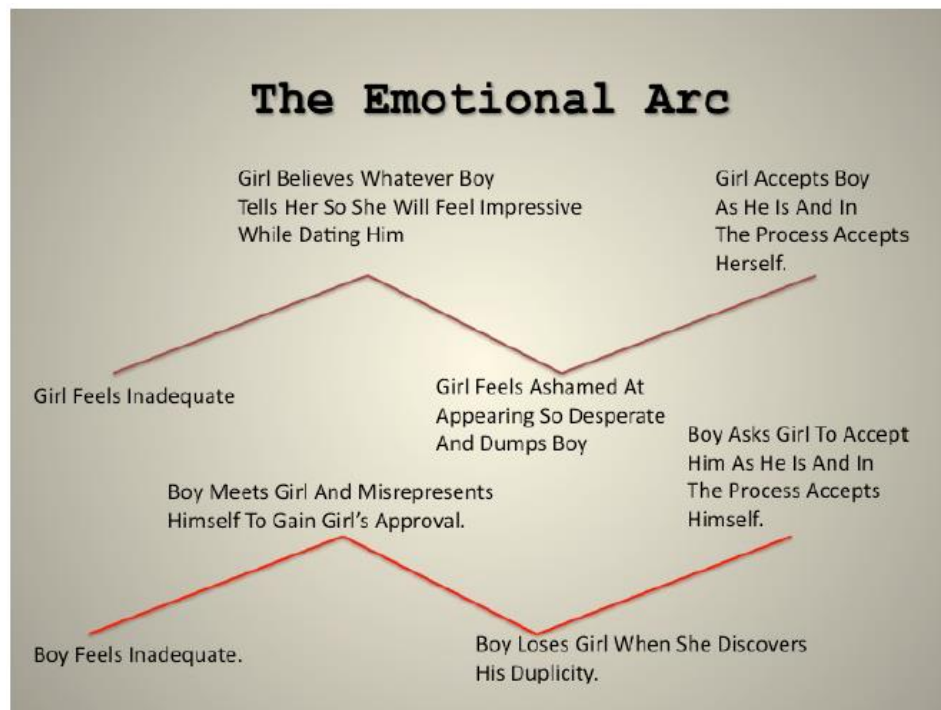 The Emotional Arc
Girl Believes Whatever Boy
Tells Her So She Will Feel Impressive
While Dating Him
Girl Accepts Boy
As He Is And In
The Process Accepts
Herself.
Girl Feels Inadequate
Girl Feels Ashamed At
Appearing So Desperate
And Dumps Boy
Boy Meets Girl And Misrepresents
Himself To Gain Girl's Approval.
Boy Asks Girl To Accept
Him As He Is And In
The Process Accepts
Himself.
Boy Feels Inadequate.
Boy Loses Girl When She Discovers
His Duplicity.